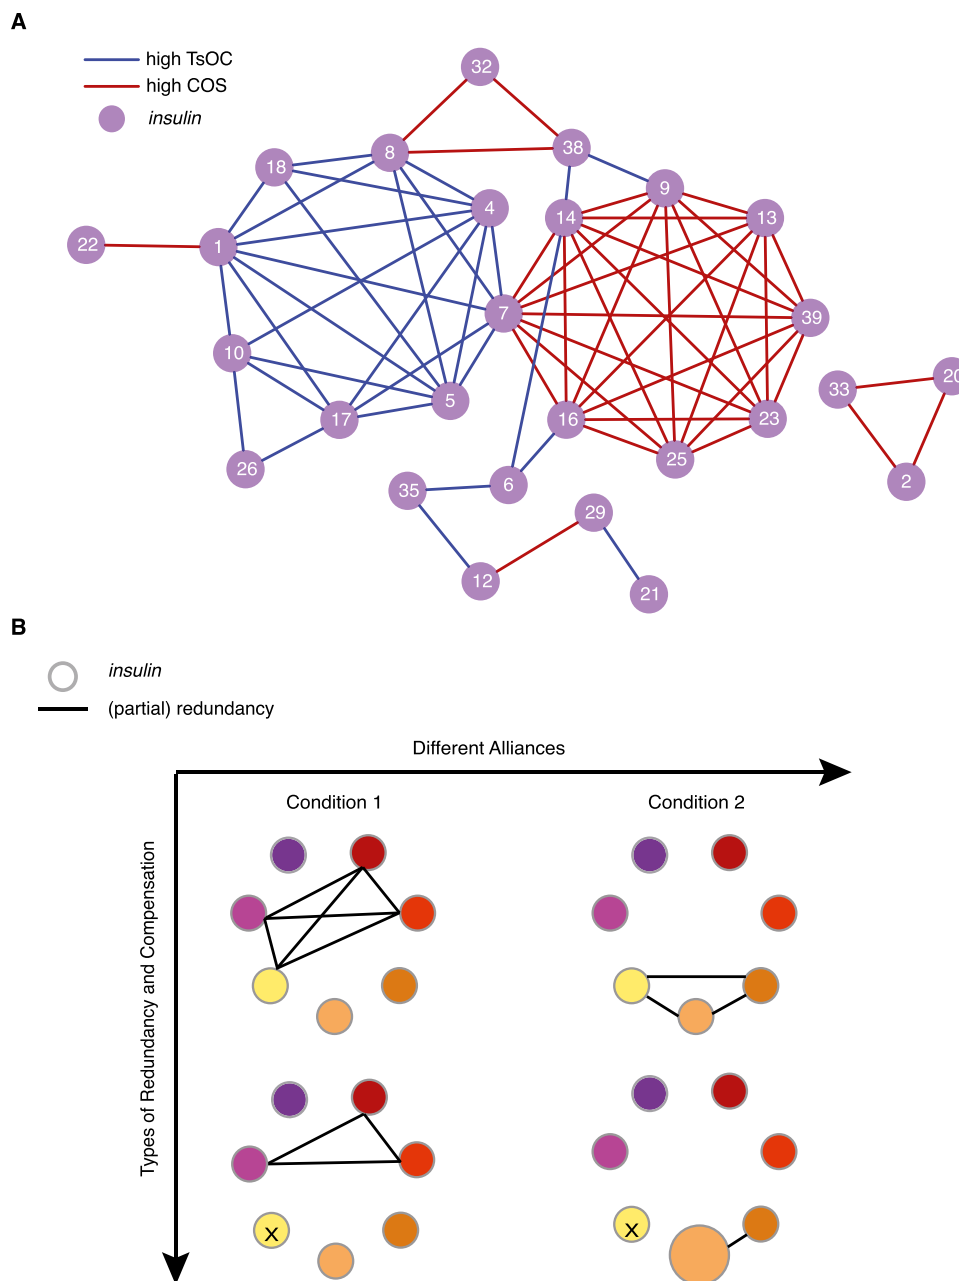 A
high TsOC
high COS
insulin
32
38
8
18
9
4
14
13
22
1
7
39
10
33
20
5
17
16
23
26
25
2
35
6
29
12
21
B
insulin
(partial) redundancy
Different Alliances
Condition 1
Condition 2
Types of Redundancy and Compensation
x
x